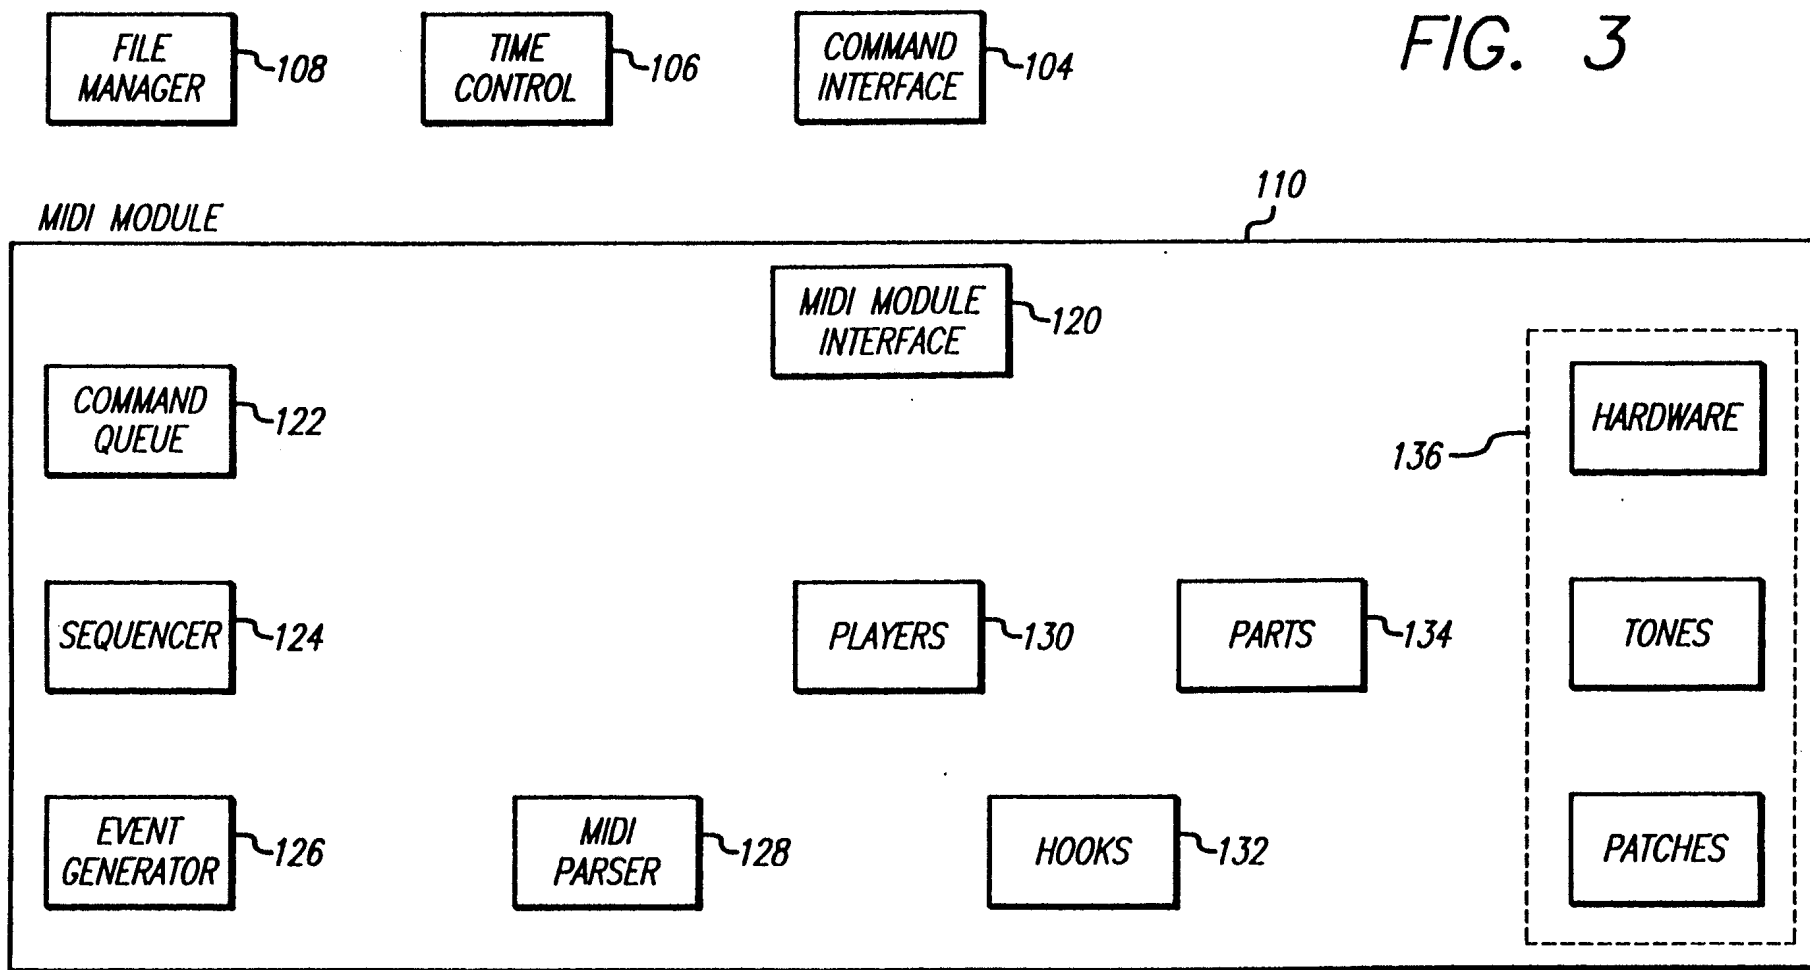 FIG. 3
FILE
MANAGER
108
TIME
CONTROL
106
COMMAND
INTERFACE
104
MIDI MODULE
110
MIDI MODULE
INTERFACE
120
COMMAND
QUEUE
122
HARDWARE
136
SEQUENCER
124
PLAYERS
130
PARTS
134
TONES
EVENT
GENERATOR
126
MIDI
PARSER
128
HOOKS
132
PATCHES